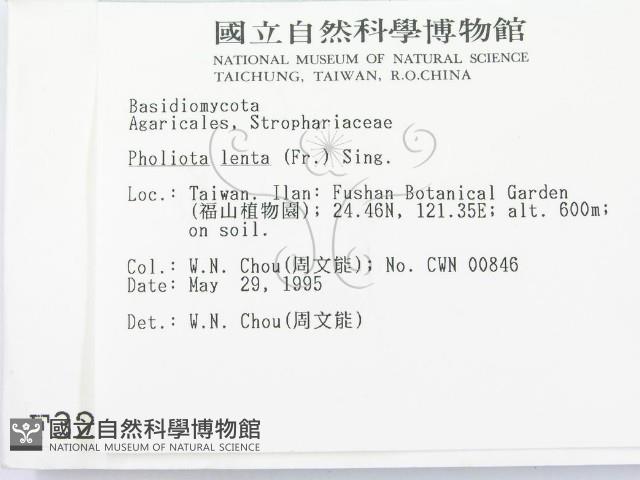 國立自然科學博物館
NATIONAL MUSEUM OF NATURAL SCIENCE
TAICHUNG, TAIWAN, R.O.CHINA
Basidiomycota
Agaricales, Strophariaceae
Pholiota lenta (Fr.) Sing.
Loc.: Taiwan. Ilan: Fushan Botanical Garden
(福山植物園); 24.46N, 121.35E; alt. 600m;
on soil.
Col.: W.N. Chou(周文能); No. CWN 00846
Date: May 29, 1995
Det.: W.N. Chou(周文能)
國立自然科學博物館
NATIONAL MUSEUM OF NATURAL SCIENCE